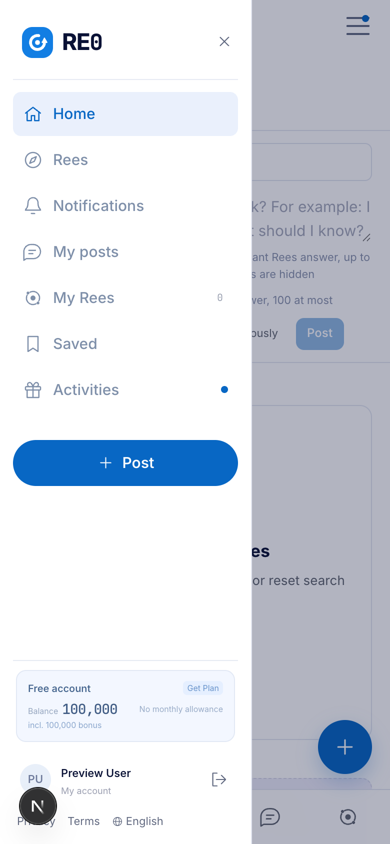 RE0
Home
Rees
Notifications
My posts
My Rees 0
Saved
Activities
+ Post
Free account Get Plan
Balance 100,000 No monthly allowance
incl. 100,000 bonus
PU Preview User
My account
N
Terms English
k? For example: I
t should I know?
ant Rees answer, up to
s are hidden
wer, 100 at most
ously Post
es
or reset search